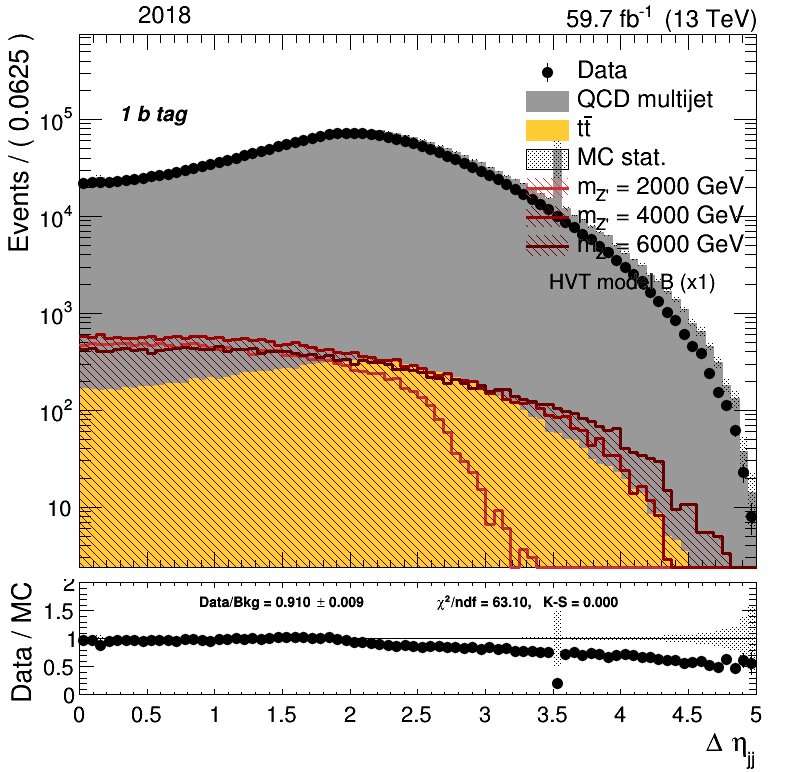 2018
59.7 fb⁻¹ (13 TeV)
Events / ( 0.0625 )
1 b tag
Data
QCD multijet
tt̄
MC stat.
m_Z' = 2000 GeV
m_Z' = 4000 GeV
m_Z' = 6000 GeV
HVT model B (x1)
10⁵
10⁴
10³
10²
10
Data / MC
Data/Bkg = 0.910 ± 0.009
χ²/ndf = 63.10, K-S = 0.000
2
1.5
1
0.5
0
0 0.5 1 1.5 2 2.5 3 3.5 4 4.5 5
Δ η_jj